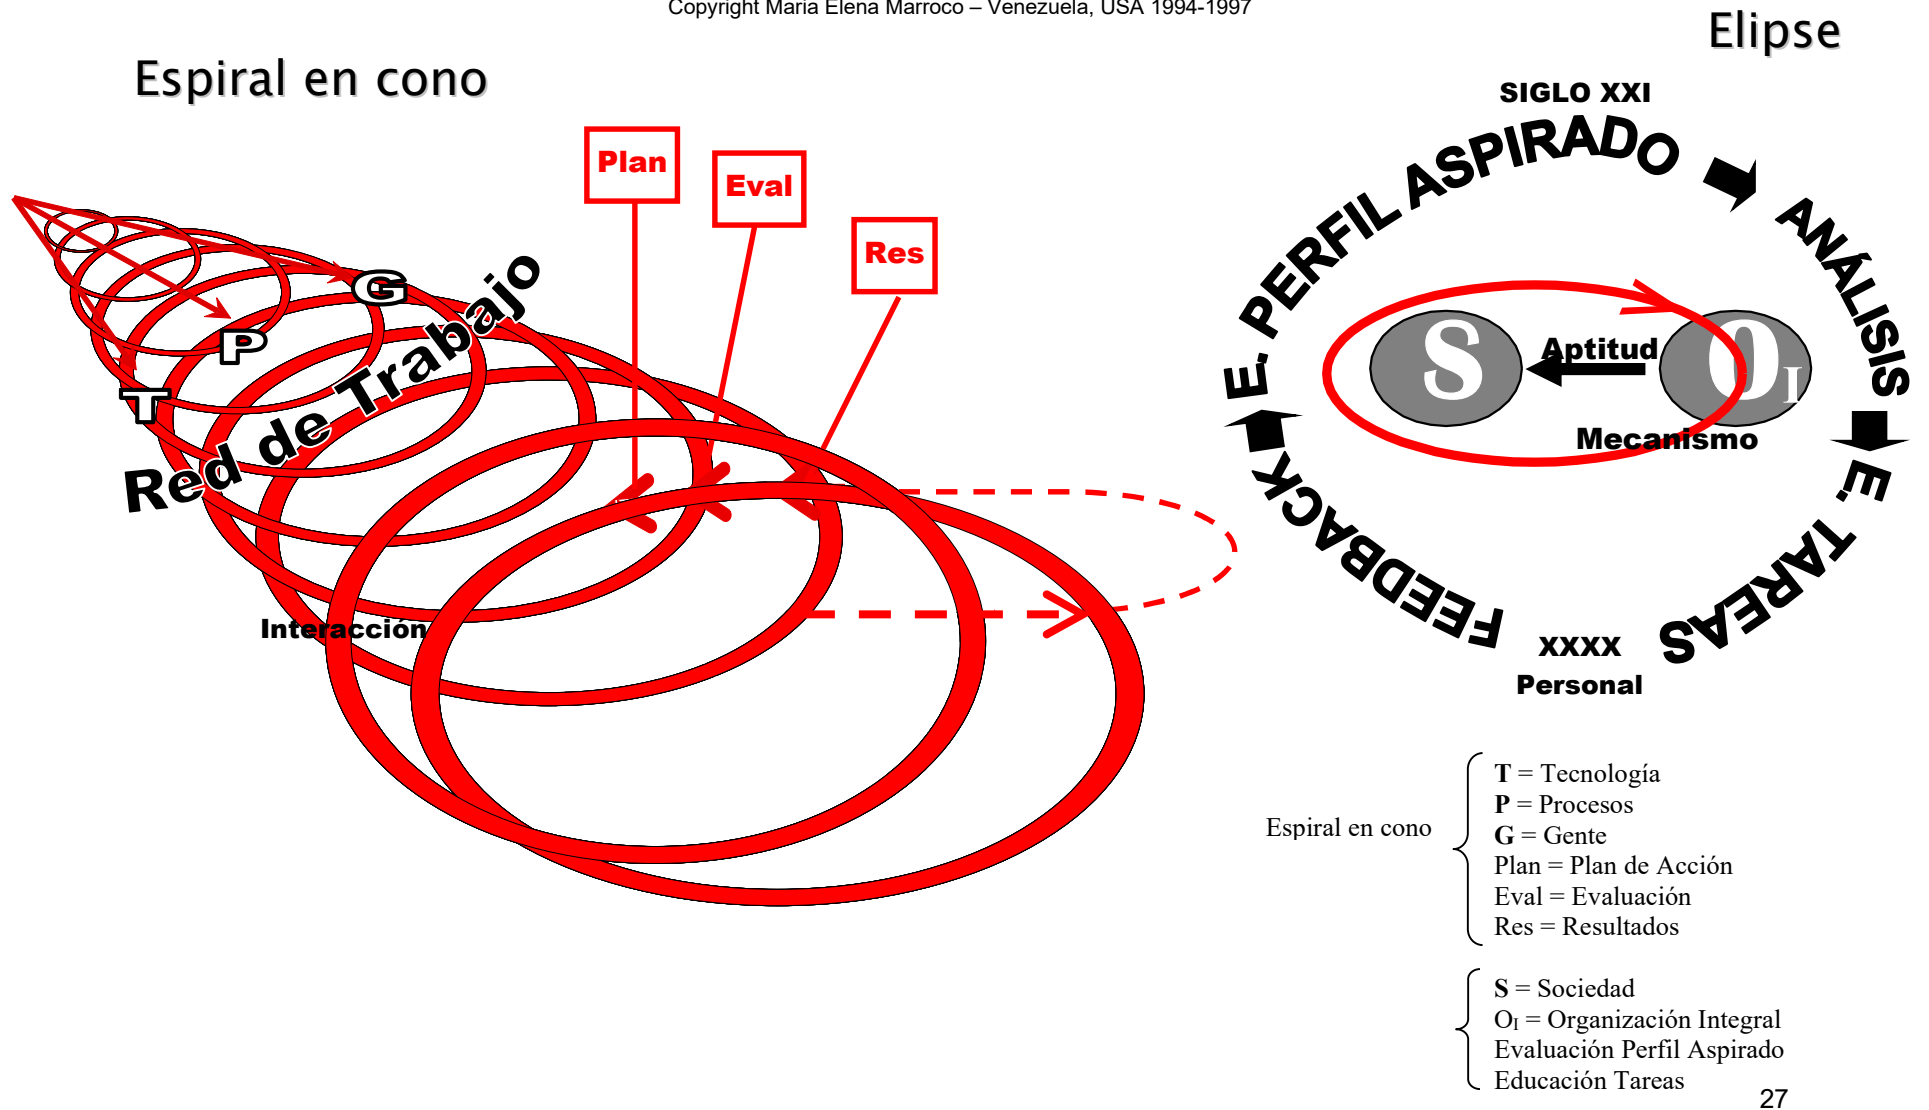 Copyright Maria Elena Marroco – Venezuela, USA 1994-1997
Elipse
Espiral en cono
SIGLO XXI
Plan
Eval
Res
G
P
T
Red de Trabajo
Interacción
E. PERFIL ASPIRADO
ANÁLISIS
E. TAREAS
FEEDBACK
S
Aptitud
OI
Mecanismo
XXXX
Personal
Espiral en cono
T = Tecnología
P = Procesos
G = Gente
Plan = Plan de Acción
Eval = Evaluación
Res = Resultados
S = Sociedad
OI = Organización Integral
Evaluación Perfil Aspirado
Educación Tareas
27